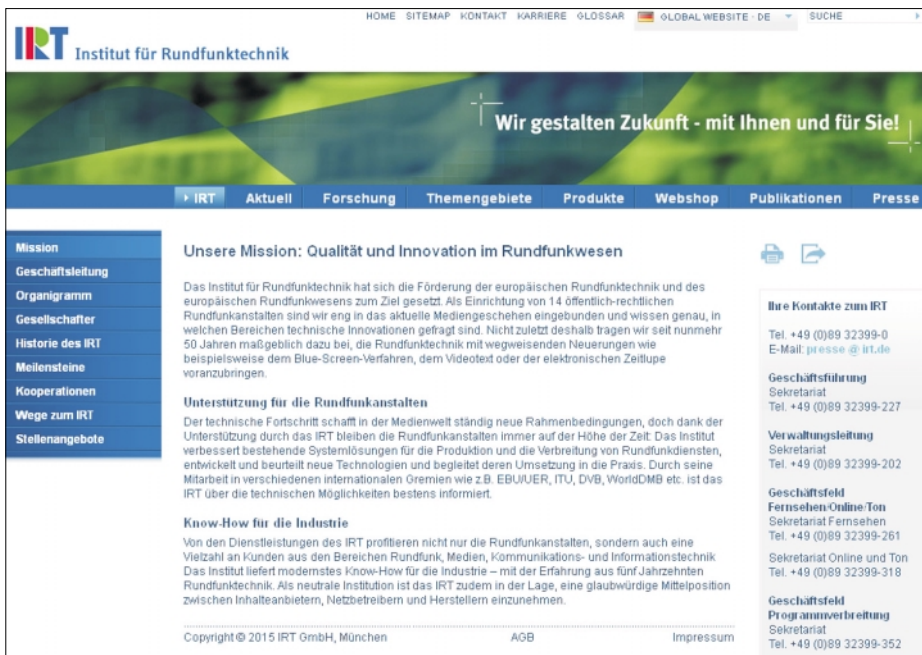 HOME SITEMAP KONTAKT KARRIERE GLOSSAR GLOBAL WEBSITE - DE SUCHE
IRT Institut für Rundfunktechnik
Wir gestalten Zukunft - mit Ihnen und für Sie!
IRT Aktuell Forschung Themengebiete Produkte Webshop Publikationen Presse
Mission
Geschäftsleitung
Organigramm
Gesellschafter
Historie des IRT
Meilensteine
Kooperationen
Wege zum IRT
Stellenangebote
Unsere Mission: Qualität und Innovation im Rundfunkwesen
Das Institut für Rundfunktechnik hat sich die Förderung der europäischen Rundfunktechnik und des
europäischen Rundfunkwesens zum Ziel gesetzt. Als Einrichtung von 14 öffentlich-rechtlichen
Rundfunkanstalten sind wir eng in das aktuelle Mediengeschehen eingebunden und wissen genau, in
welchen Bereichen technische Innovationen gefragt sind. Nicht zuletzt deshalb tragen wir seit nunmehr
50 Jahren maßgeblich dazu bei, die Rundfunktechnik mit wegweisenden Neuerungen wie
beispielsweise dem Blue-Screen-Verfahren, dem Videotext oder der elektronischen Zeitlupe
voranzubringen.
Unterstützung für die Rundfunkanstalten
Der technische Fortschritt schafft in der Medienwelt ständig neue Rahmenbedingungen, doch dank der
Unterstützung durch das IRT bleiben die Rundfunkanstalten immer auf der Höhe der Zeit: Das Institut
verbessert bestehende Systemlösungen für die Produktion und die Verbreitung von Rundfunkdiensten,
entwickelt und beurteilt neue Technologien und begleitet deren Umsetzung in die Praxis. Durch seine
Mitarbeit in verschiedenen internationalen Gremien wie z.B. EBU/UER, ITU, DVB, WorldDMB etc. ist das
IRT über die technischen Möglichkeiten bestens informiert.
Know-How für die Industrie
Von den Dienstleistungen des IRT profitieren nicht nur die Rundfunkanstalten, sondern auch eine
Vielzahl an Kunden aus den Bereichen Rundfunk, Medien, Kommunikations- und Informationstechnik
Das Institut liefert modernstes Know-How für die Industrie – mit der Erfahrung aus fünf Jahrzehnten
Rundfunktechnik. Als neutrale Institution ist das IRT zudem in der Lage, eine glaubwürdige Mittelposition
zwischen Inhalteanbietern, Netzbetreibern und Herstellern einzunehmen.
Copyright © 2015 IRT GmbH, München AGB Impressum
Ihre Kontakte zum IRT
Tel. +49 (0)89 32399-0
E-Mail: presse @ irt.de
Geschäftsführung
Sekretariat
Tel. +49 (0)89 32399-227
Verwaltungsleitung
Sekretariat
Tel. +49 (0)89 32399-202
Geschäftsfeld
Fernsehen/Online/Ton
Sekretariat Fernsehen
Tel. +49 (0)89 32399-261
Sekretariat Online und Ton
Tel. +49 (0)89 32399-318
Geschäftsfeld
Programmverbreitung
Sekretariat
Tel. +49 (0)89 32399-352